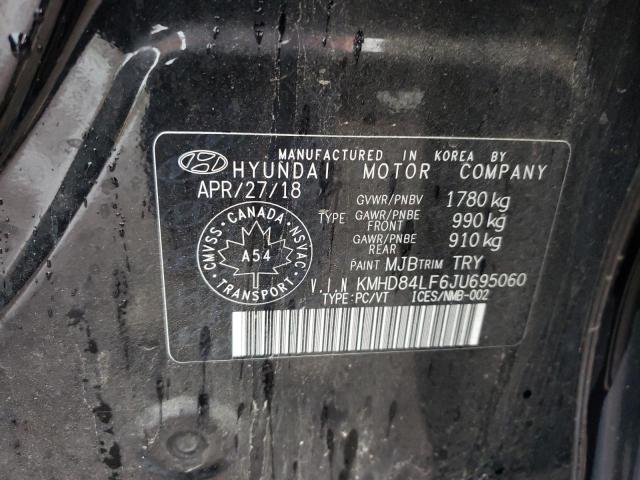 MANUFACTURED IN KOREA BY
HYUNDAI MOTOR COMPANY
APR/27/18
GVWR/PNBV 1780 kg
TYPE GAWR/PNBE FRONT 990 kg
GAWR/PNBE REAR 910 kg
PAINT MJB TRIM TRY
CMVSS · CANADA · NSVAC
A54
TRANSPORT
V.I.N KMHD84LF6JU695060
TYPE:PC/VT ICES/NMB-002